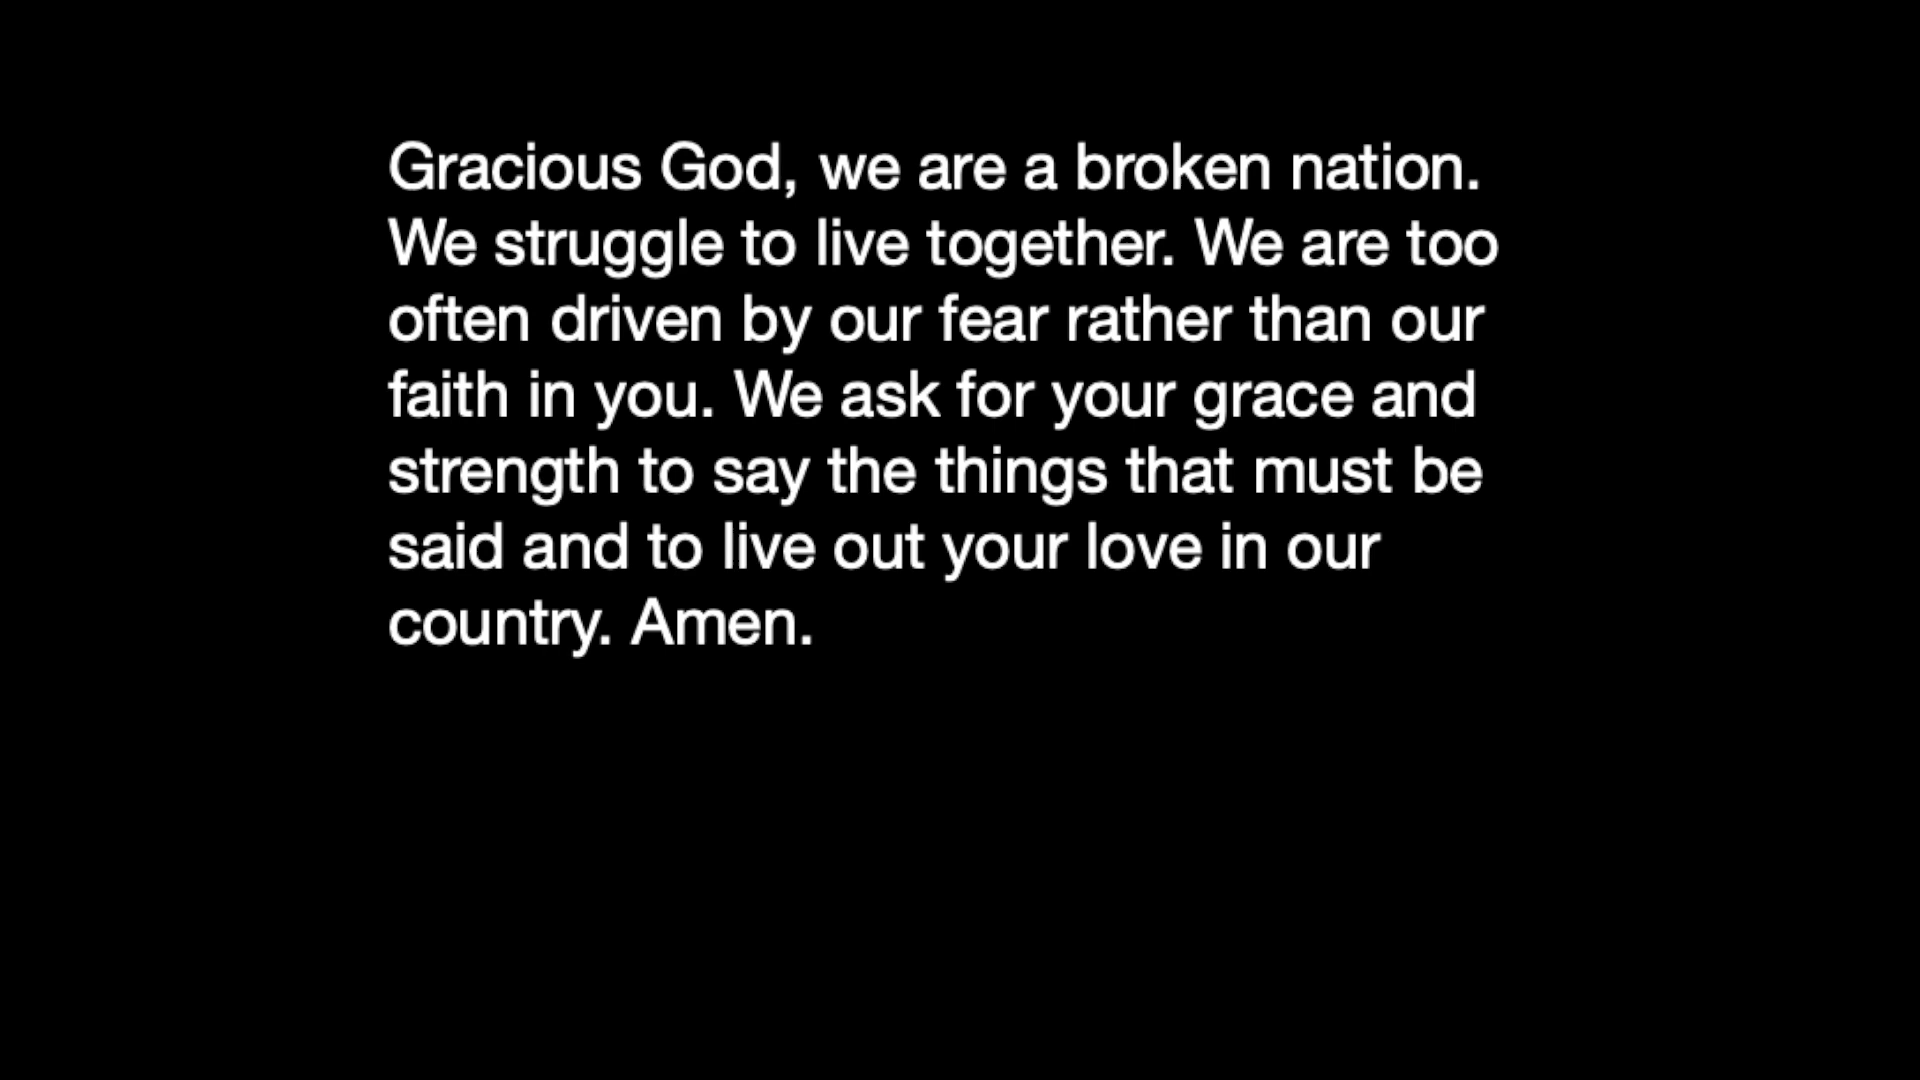 Gracious God, we are a broken nation.
We struggle to live together. We are too
often driven by our fear rather than our
faith in you. We ask for your grace and
strength to say the things that must be
said and to live out your love in our
country. Amen.